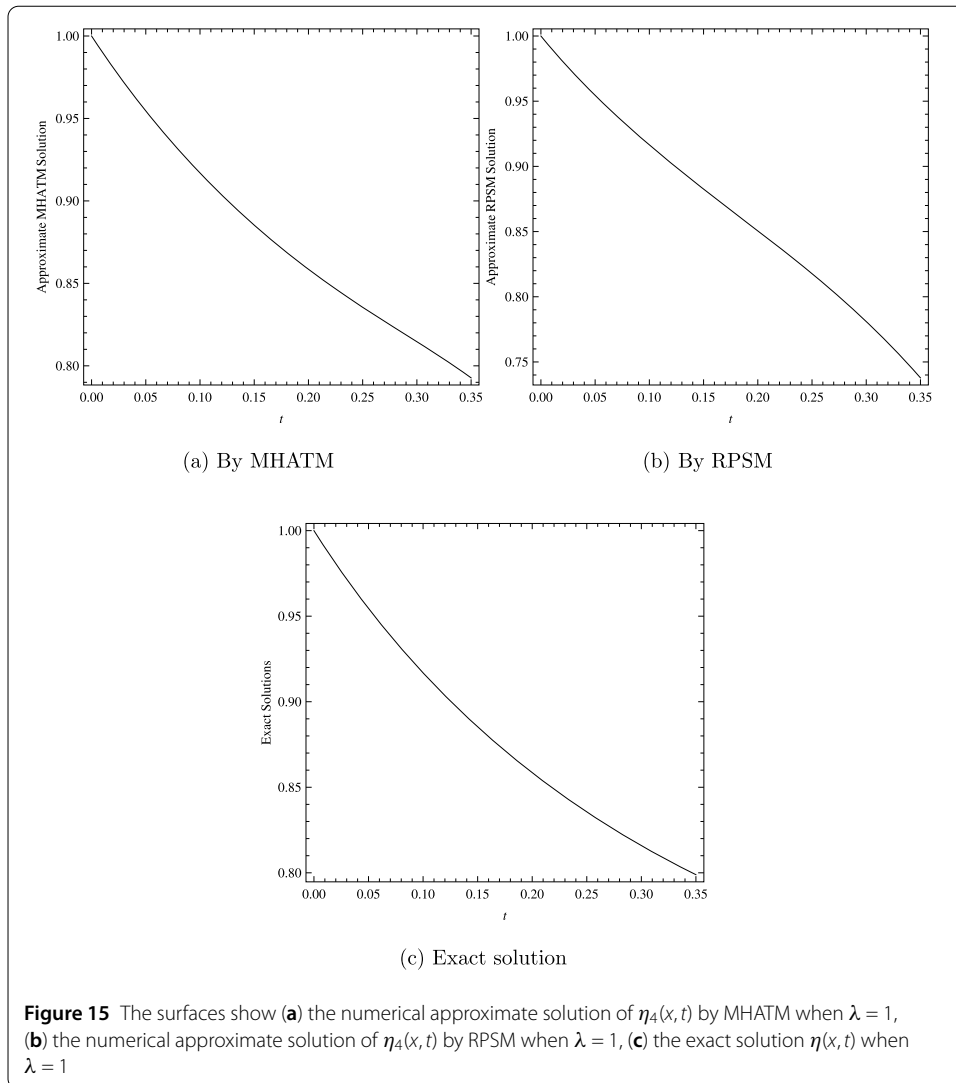 1.00
0.95
0.90
0.85
0.80
Approximate MHATM Solution
0.00 0.05 0.10 0.15 0.20 0.25 0.30 0.35
t
(a) By MHATM
1.00
0.95
0.90
0.85
0.80
0.75
Approximate RPSM Solution
0.00 0.05 0.10 0.15 0.20 0.25 0.30 0.35
t
(b) By RPSM
1.00
0.95
0.90
0.85
0.80
Exact Solutions
0.00 0.05 0.10 0.15 0.20 0.25 0.30 0.35
t
(c) Exact solution
Figure 15 The surfaces show (a) the numerical approximate solution of η₄(x, t) by MHATM when λ = 1,
(b) the numerical approximate solution of η₄(x, t) by RPSM when λ = 1, (c) the exact solution η(x, t) when
λ = 1